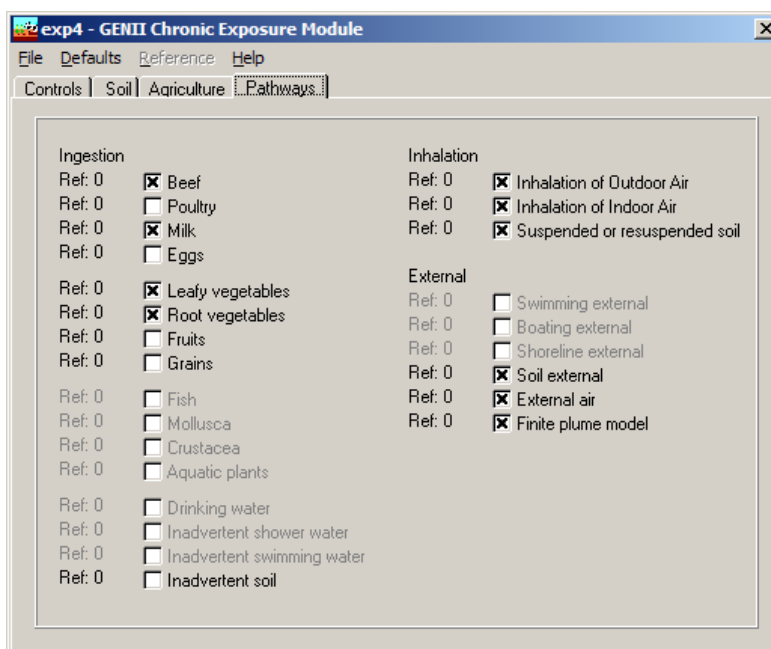 exp4 - GENII Chronic Exposure Module
File Defaults Reference Help
Controls Soil Agriculture Pathways
Ingestion
Ref: 0 Beef
Ref: 0 Poultry
Ref: 0 Milk
Ref: 0 Eggs
Ref: 0 Leafy vegetables
Ref: 0 Root vegetables
Ref: 0 Fruits
Ref: 0 Grains
Ref: 0 Fish
Ref: 0 Mollusca
Ref: 0 Crustacea
Ref: 0 Aquatic plants
Ref: 0 Drinking water
Ref: 0 Inadvertent shower water
Ref: 0 Inadvertent swimming water
Ref: 0 Inadvertent soil
Inhalation
Ref: 0 Inhalation of Outdoor Air
Ref: 0 Inhalation of Indoor Air
Ref: 0 Suspended or resuspended soil
External
Ref: 0 Swimming external
Ref: 0 Boating external
Ref: 0 Shoreline external
Ref: 0 Soil external
Ref: 0 External air
Ref: 0 Finite plume model